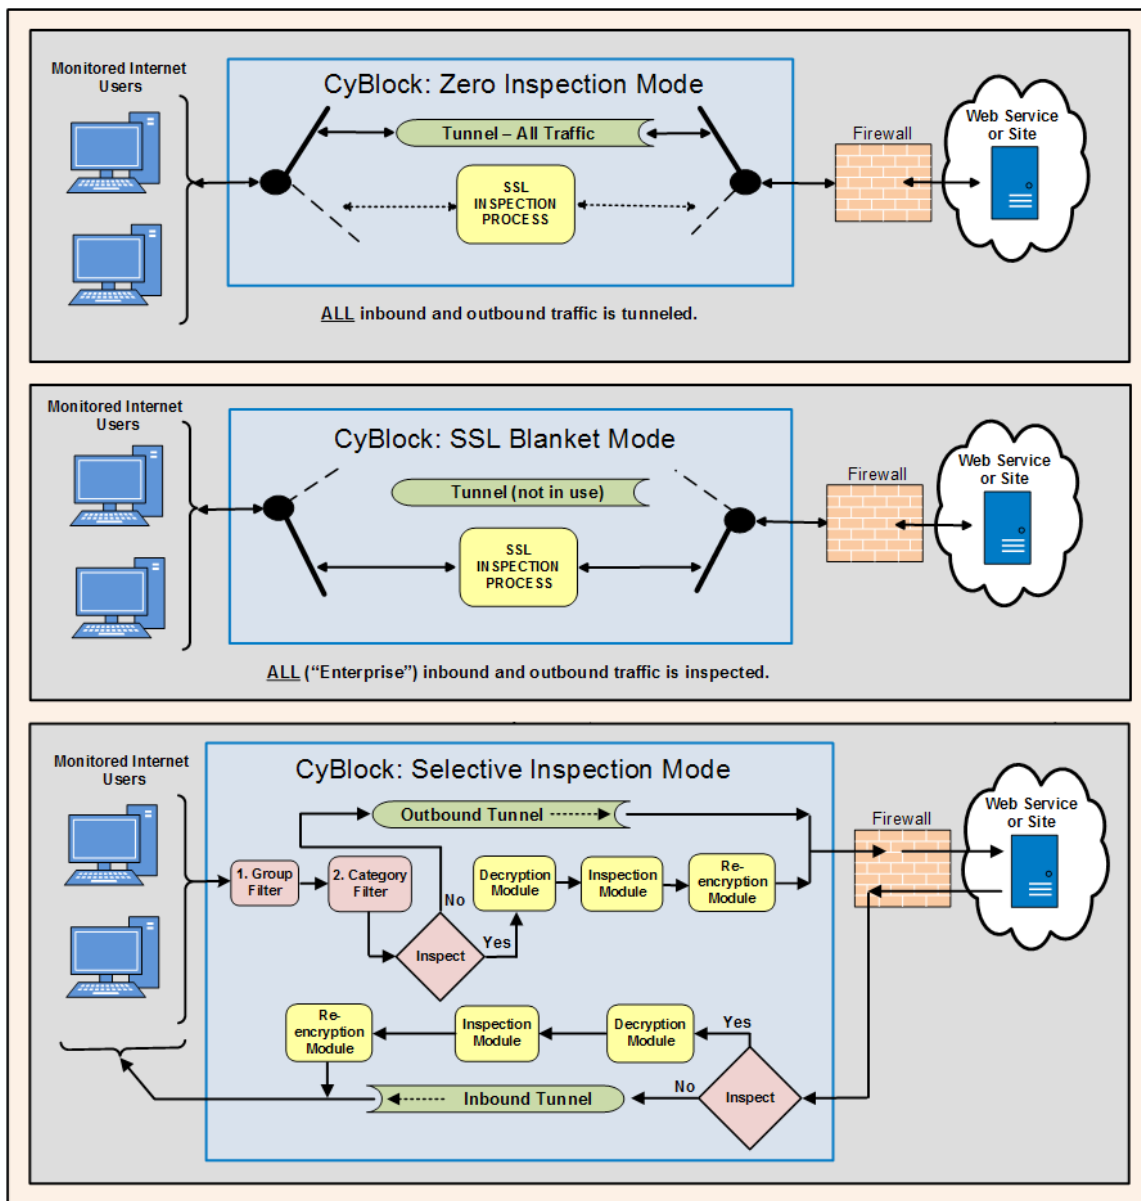 Monitored Internet
Users
CyBlock: Zero Inspection Mode
Tunnel – All Traffic
SSL
INSPECTION
PROCESS
Firewall
Web Service
or Site
ALL inbound and outbound traffic is tunneled.
Monitored Internet
Users
CyBlock: SSL Blanket Mode
Tunnel (not in use)
SSL
INSPECTION
PROCESS
Firewall
Web Service
or Site
ALL (“Enterprise”) inbound and outbound traffic is inspected.
Monitored Internet
Users
CyBlock: Selective Inspection Mode
Outbound Tunnel
1. Group
Filter
2. Category
Filter
No
Inspect
Yes
Decryption
Module
Inspection
Module
Re-
encryption
Module
Firewall
Web Service
or Site
Re-
encryption
Module
Inspection
Module
Decryption
Module
Yes
Inspect
No
Inbound Tunnel